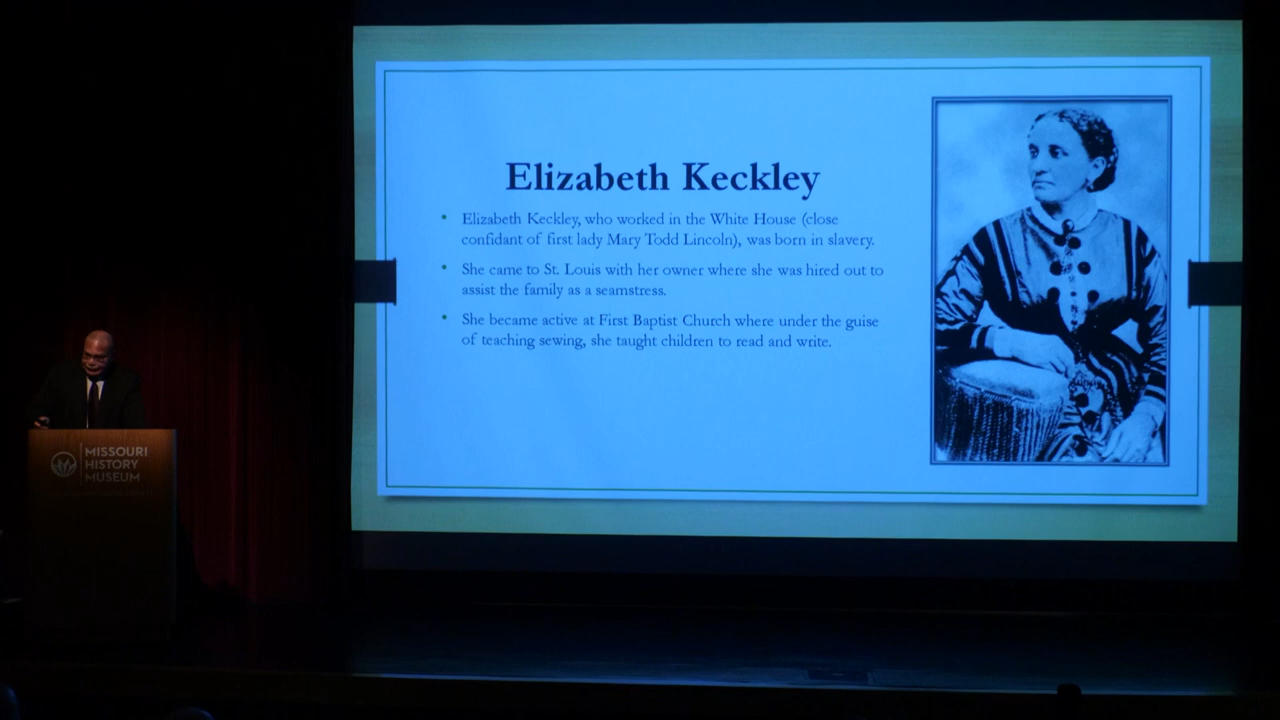 Elizabeth Keckley
• Elizabeth Keckley, who worked in the White House (close
confidant of first lady Mary Todd Lincoln), was born in slavery.
• She came to St. Louis with her owner where she was hired out to
assist the family as a seamstress.
• She became active at First Baptist Church where under the guise
of teaching sewing, she taught children to read and write.
MISSOURI
HISTORY
MUSEUM